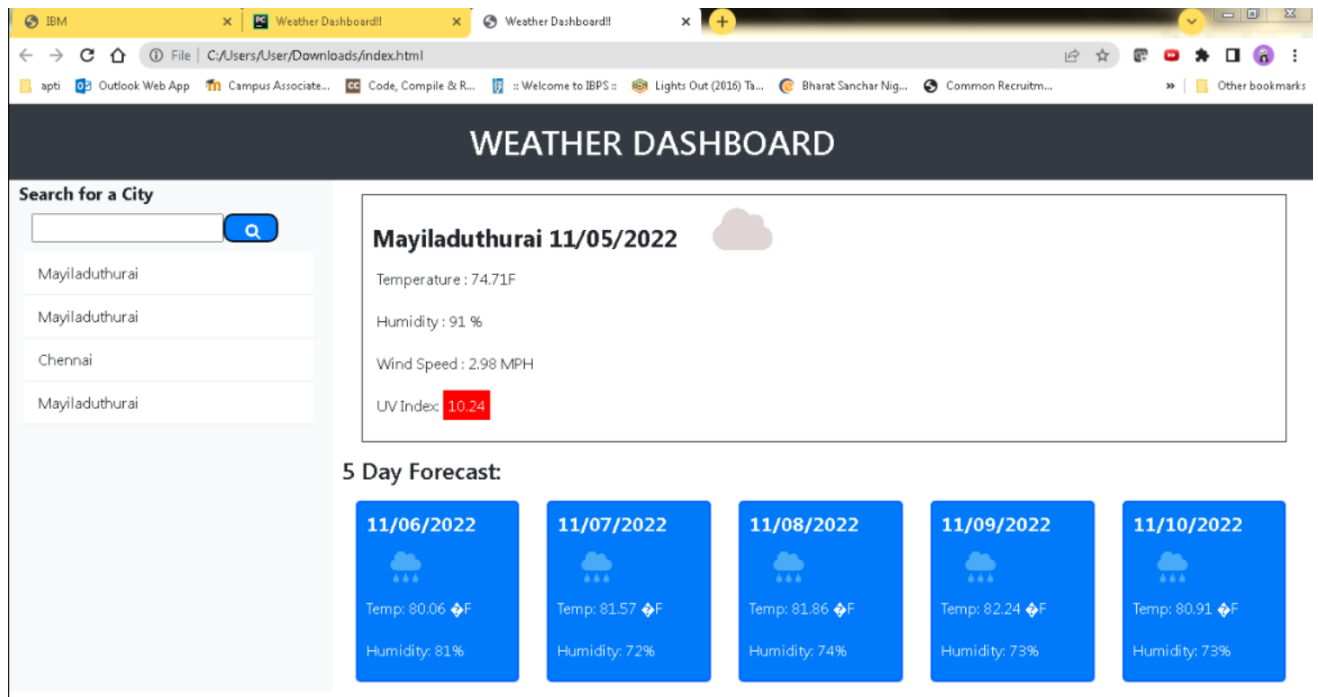 IBM
Weather Dashboard!!
Weather Dashboard!!
File | C:/Users/User/Downloads/index.html
apti
Outlook Web App
Campus Associate...
Code, Compile & R...
:: Welcome to IBPS ::
Lights Out (2016) Ta...
Bharat Sanchar Nig...
Common Recruitm...
»
Other bookmarks
WEATHER DASHBOARD
Search for a City
Mayiladuthurai
Mayiladuthurai
Chennai
Mayiladuthurai
Mayiladuthurai 11/05/2022
Temperature : 74.71F
Humidity : 91 %
Wind Speed : 2.98 MPH
UV Index: 10.24
5 Day Forecast:
11/06/2022
Temp: 80.06 �F
Humidity: 81%
11/07/2022
Temp: 81.57 �F
Humidity: 72%
11/08/2022
Temp: 81.86 �F
Humidity: 74%
11/09/2022
Temp: 82.24 �F
Humidity: 73%
11/10/2022
Temp: 80.91 �F
Humidity: 73%